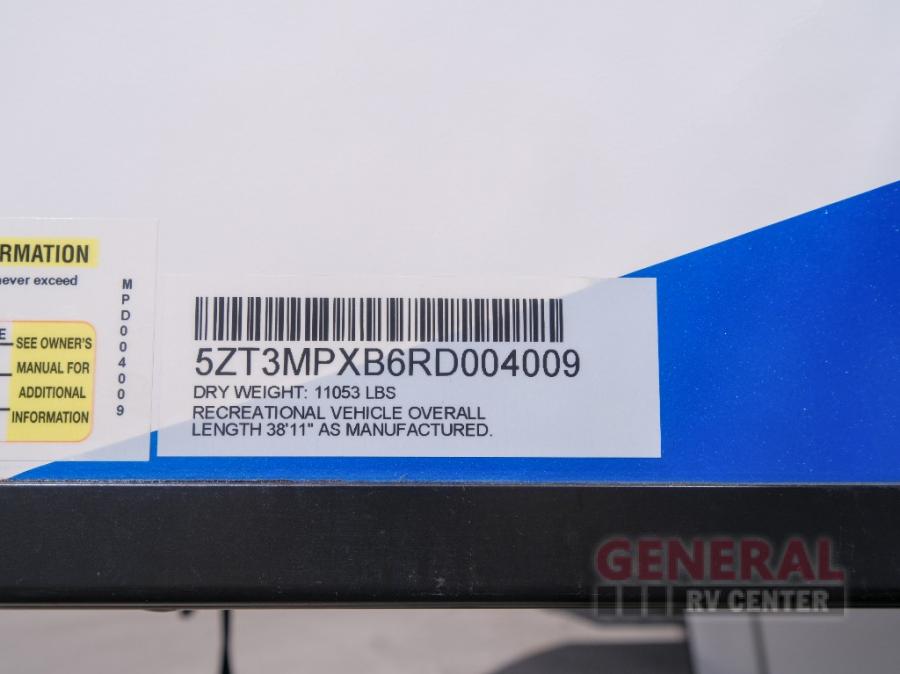 RMATION
never exceed
E
SEE OWNER'S
MANUAL FOR
ADDITIONAL
INFORMATION
MPD004009
5ZT3MPXB6RD004009
DRY WEIGHT: 11053 LBS
RECREATIONAL VEHICLE OVERALL
LENGTH 38'11" AS MANUFACTURED.
GENERAL
RV CENTER